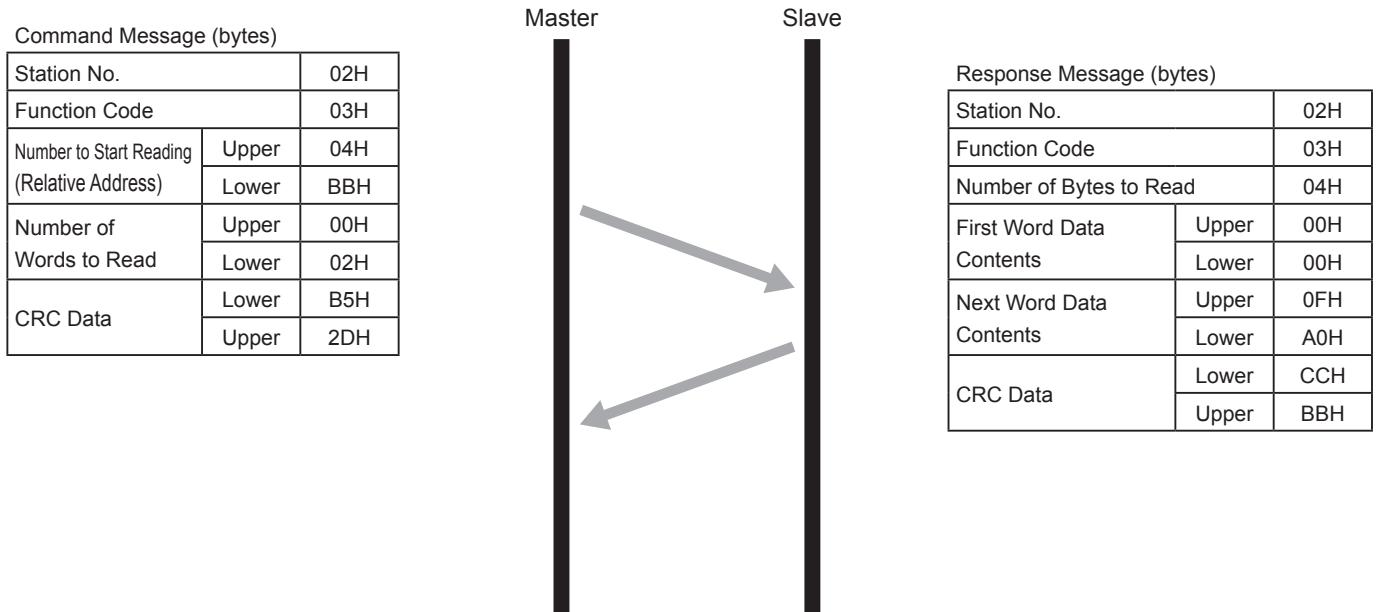 Master
Slave
Command Message (bytes)
Station No. 02H
Function Code 03H
Number to Start Reading
(Relative Address)
Upper 04H
Lower BBH
Number of
Words to Read
Upper 00H
Lower 02H
CRC Data
Lower B5H
Upper 2DH
Response Message (bytes)
Station No. 02H
Function Code 03H
Number of Bytes to Read 04H
First Word Data
Contents
Upper 00H
Lower 00H
Next Word Data
Contents
Upper 0FH
Lower A0H
CRC Data
Lower CCH
Upper BBH